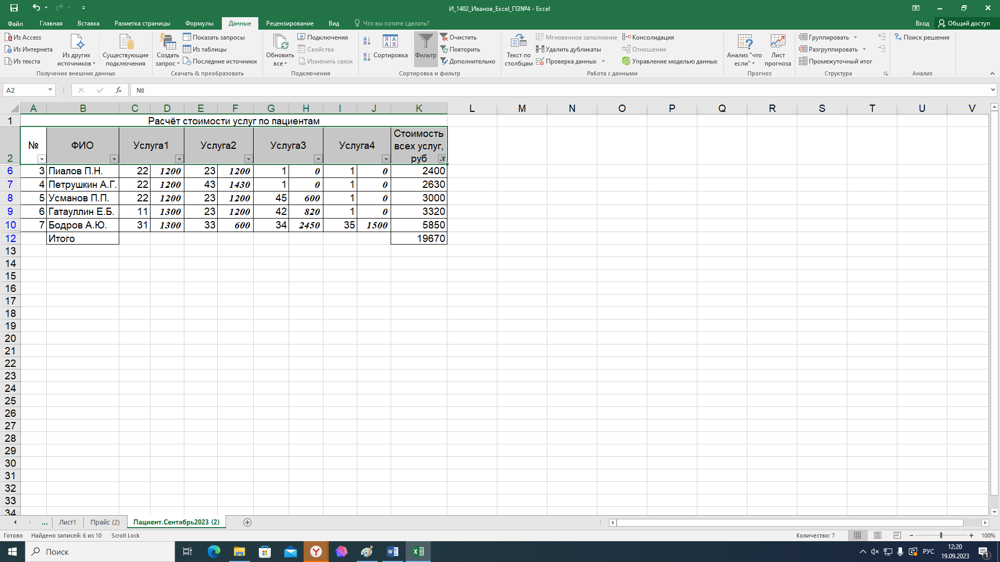 И_1402_Иванов_Excel_ПЗ№4 - Excel
Файл Главная Вставка Разметка страницы Формулы Данные Рецензирование Вид Что вы хотите сделать? Вход Общий доступ
Из Access
Из Интернета
Из текста
Из других источников
Существующие подключения
Получение внешних данных
Создать запрос
Показать запросы
Из таблицы
Последние источники
Скачать & преобразовать
Обновить все
Подключения
Свойства
Изменить связи
Подключения
Сортировка
Фильтр
Очистить
Повторить
Дополнительно
Сортировка и фильтр
Текст по столбцам
Мгновенное заполнение
Удалить дубликаты
Проверка данных
Консолидация
Отношения
Управление моделью данных
Работа с данными
Анализ "что если"
Лист прогноза
Прогноз
Группировать
Разгруппировать
Промежуточный итог
Структура
Поиск решения
Анализ
A2 fx №
A B C D E F G H I J K L M N O P Q R S T U V
1 Расчёт стоимости услуг по пациентам
2 № ФИО Услуга1 Услуга2 Услуга3 Услуга4 Стоимость всех услуг, руб
6 3 Пиалов П.Н. 22 1200 23 1200 1 0 1 0 2400
7 4 Петрушкин А.Г. 22 1200 43 1430 1 0 1 0 2630
8 5 Усманов П.П. 22 1200 23 1200 45 600 1 0 3000
9 6 Гатауллин Е.Б. 11 1300 23 1200 42 820 1 0 3320
10 7 Бодров А.Ю. 31 1300 33 600 34 2450 35 1500 5850
12 Итого 19670
13
14
15
16
17
18
19
20
21
22
23
24
25
26
27
28
29
30
31
32
33
34
... Лист1 Прайс (2) Пациент.Сентябрь2023 (2)
Готово Найдено записей: 6 из 10 Scroll Lock Количество: 7 100%
Поиск РУС 12:20
19.09.2023 1